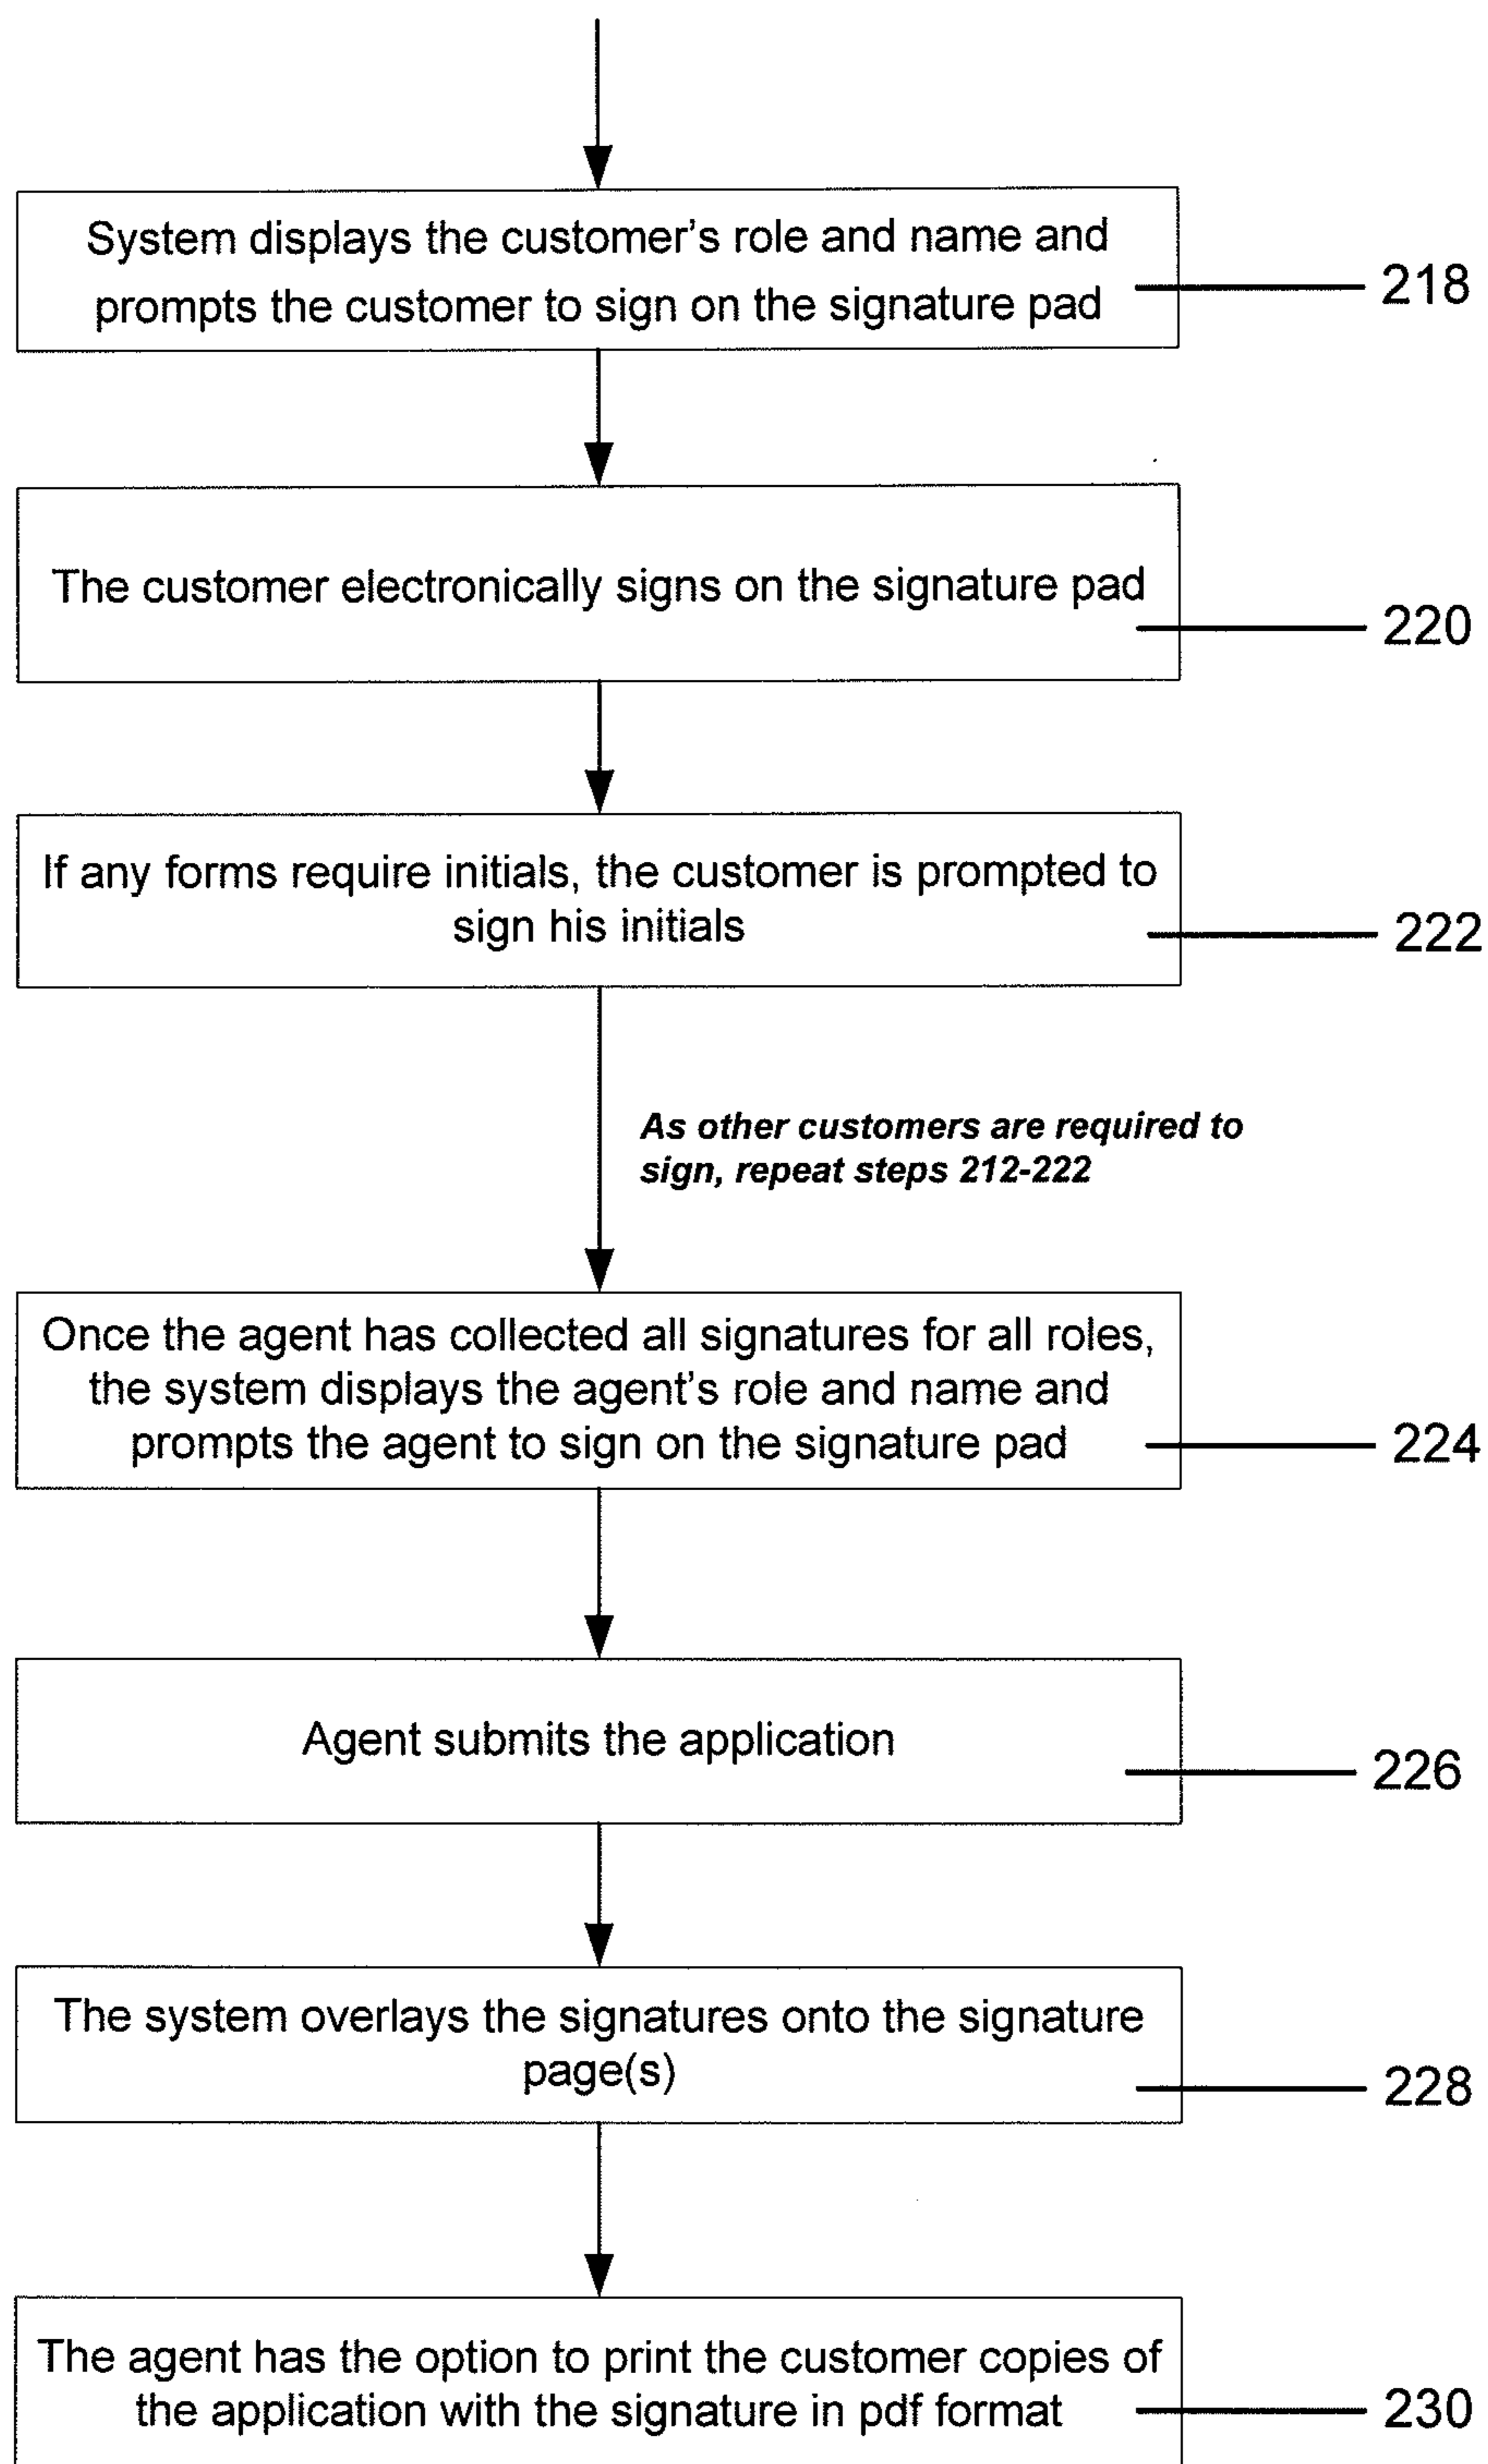 System displays the customer's role and name and
prompts the customer to sign on the signature pad
218
The customer electronically signs on the signature pad
220
If any forms require initials, the customer is prompted to
sign his initials
222
As other customers are required to
sign, repeat steps 212-222
Once the agent has collected all signatures for all roles,
the system displays the agent's role and name and
prompts the agent to sign on the signature pad
224
Agent submits the application
226
The system overlays the signatures onto the signature
page(s)
228
The agent has the option to print the customer copies of
the application with the signature in pdf format
230